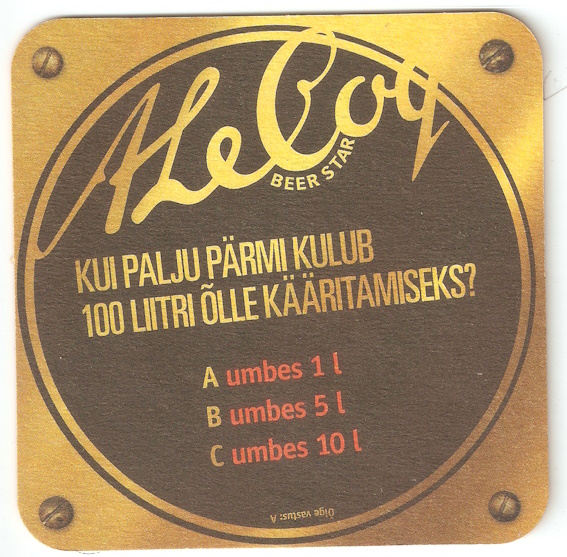 A Le Coq
BEER STAR
KUI PALJU PÄRMI KULUB
100 LIITRI ÕLLE KÄÄRITAMISEKS?
A umbes 1 l
B umbes 5 l
C umbes 10 l
Õige vastus: A